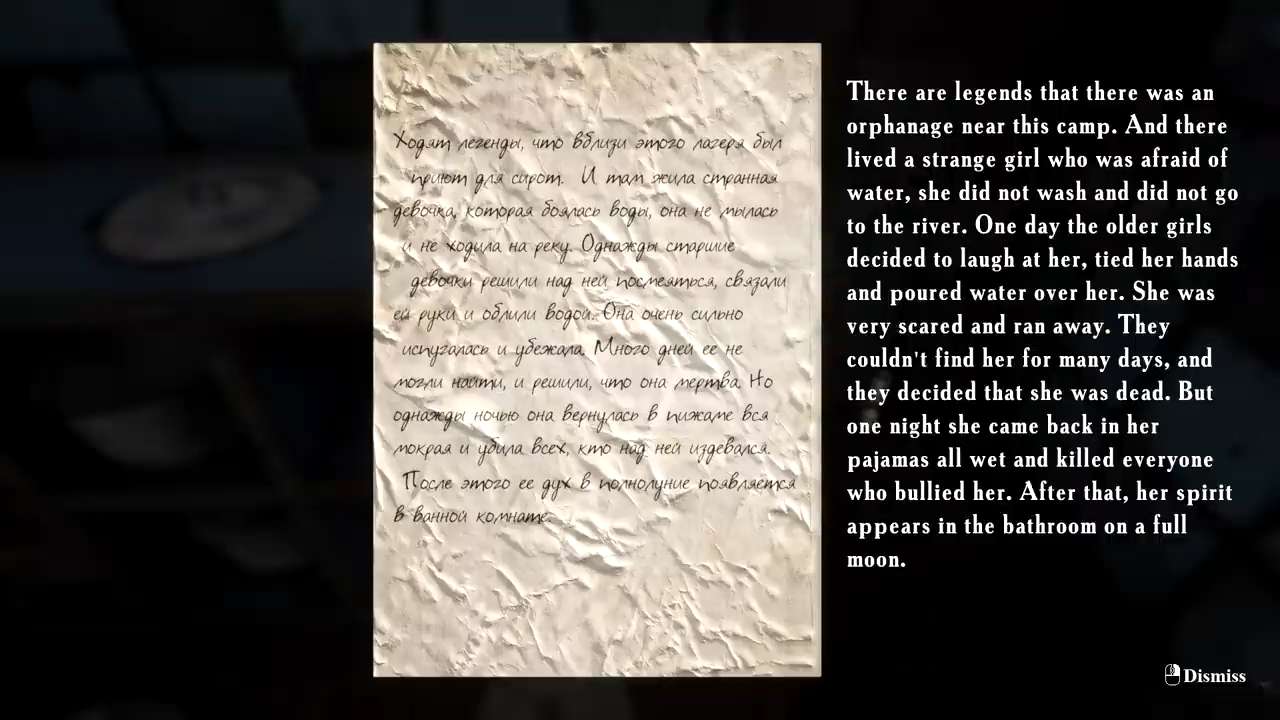 Ходят легенды, что вблизи этого лагеря был
приют для сирот. И там жила странная
девочка, которая боялась воды, она не мылась
и не ходила на реку. Однажды старшие
девочки решили над ней посмеяться, связали
ей руки и облили водой. Она очень сильно
испугалась и убежала. Много дней ее не
могли найти, и решили, что она мертва. Но
однажды ночью она вернулась в пижаме вся
мокрая и убила всех, кто над ней издевался.
После этого ее дух в полнолуние появляется
в ванной комнате.
There are legends that there was an
orphanage near this camp. And there
lived a strange girl who was afraid of
water, she did not wash and did not go
to the river. One day the older girls
decided to laugh at her, tied her hands
and poured water over her. She was
very scared and ran away. They
couldn't find her for many days, and
they decided that she was dead. But
one night she came back in her
pajamas all wet and killed everyone
who bullied her. After that, her spirit
appears in the bathroom on a full
moon.
Dismiss